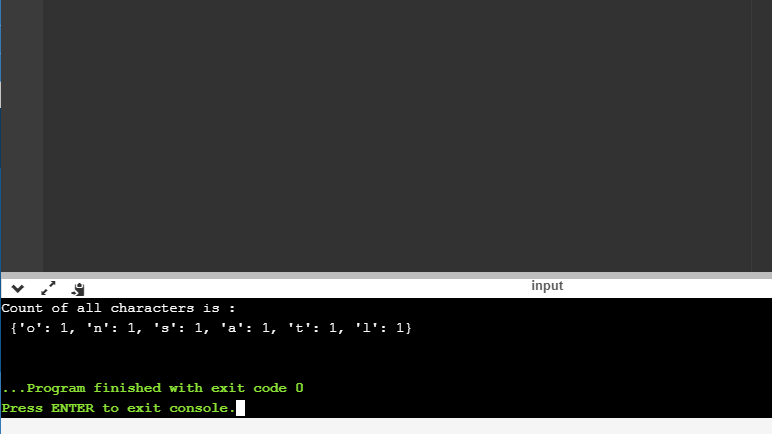 input
Count of all characters is :
{'o': 1, 'n': 1, 's': 1, 'a': 1, 't': 1, 'l': 1}
...Program finished with exit code 0
Press ENTER to exit console.